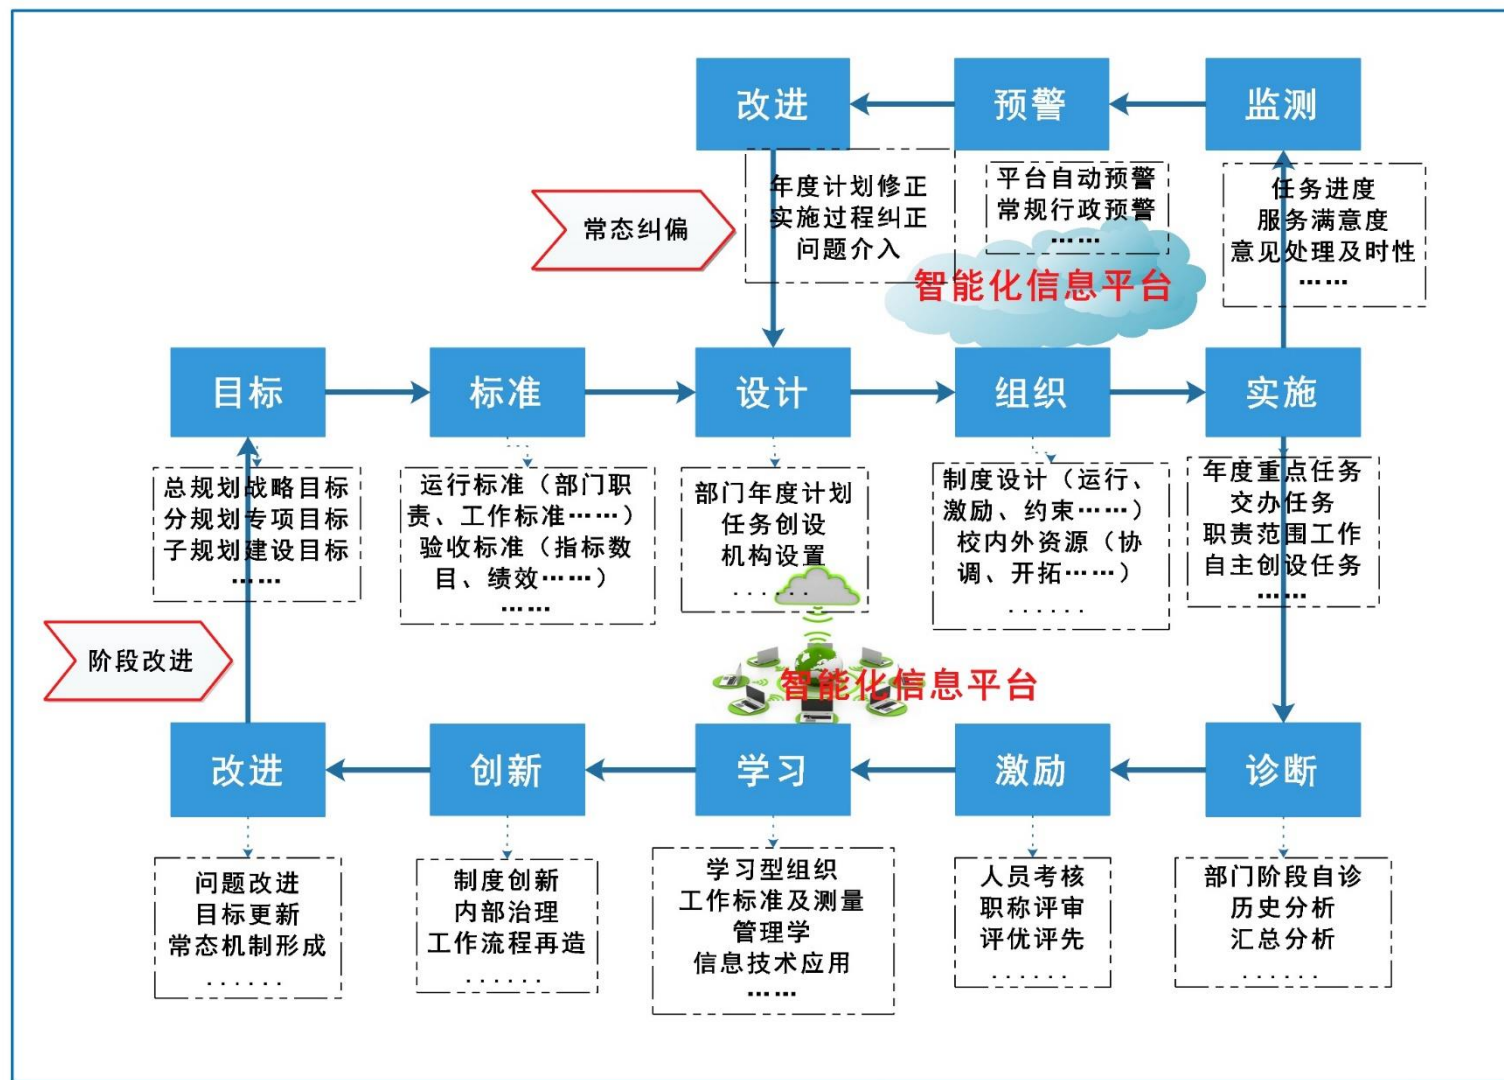 改进
预警
监测
年度计划修正
实施过程纠正
问题介入
平台自动预警
常规行政预警
……
任务进度
服务满意度
意见处理及时性
……
常态纠偏
智能化信息平台
目标
标准
设计
组织
实施
总规划战略目标
分规划专项目标
子规划建设目标
……
运行标准（部门职
责、工作标准……）
验收标准（指标数
目、绩效……）
……
部门年度计划
任务创设
机构设置
......
制度设计（运行、
激励、约束……）
校内外资源（协
调、开拓……）
......
年度重点任务
交办任务
职责范围工作
自主创设任务
……
阶段改进
智能化信息平台
改进
创新
学习
激励
诊断
问题改进
目标更新
常态机制形成
......
制度创新
内部治理
工作流程再造
......
学习型组织
工作标准及测量
管理学
信息技术应用
……
人员考核
职称评审
评优评先
......
部门阶段自诊
历史分析
汇总分析
......